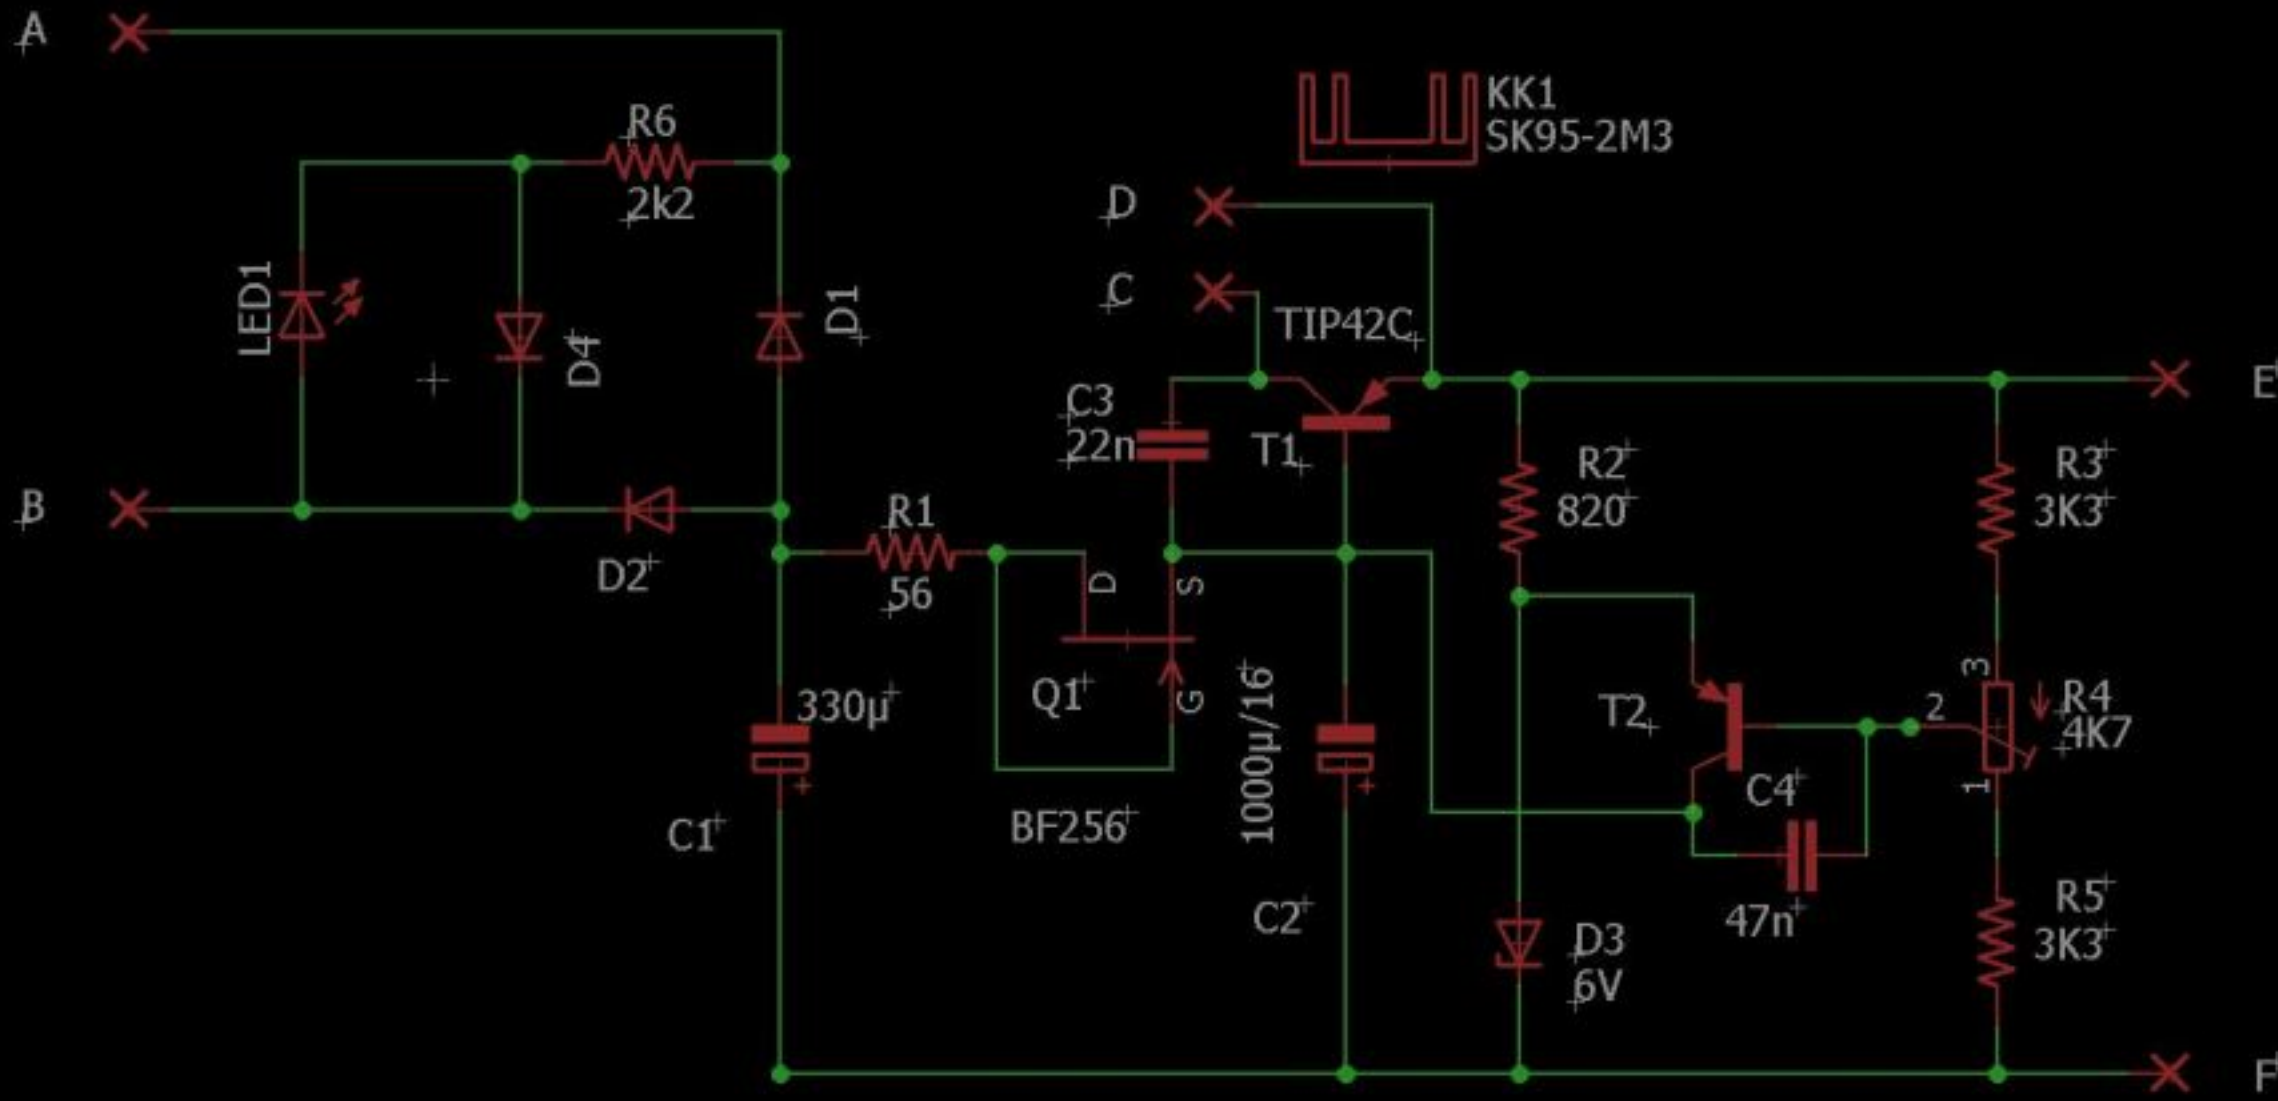 A
R6
2k2
KK1
SK95-2M3
D
C
TIP42C
LED1
D4
D1
C3
22n
T1
E
R2
820
R3
3K3
B
D2
R1
56
D
S
330µ
Q1
G
1000µ/16
T2
3
2
R4
4K7
1
C4
47n
C1
BF256
C2
D3
6V
R5
3K3
F